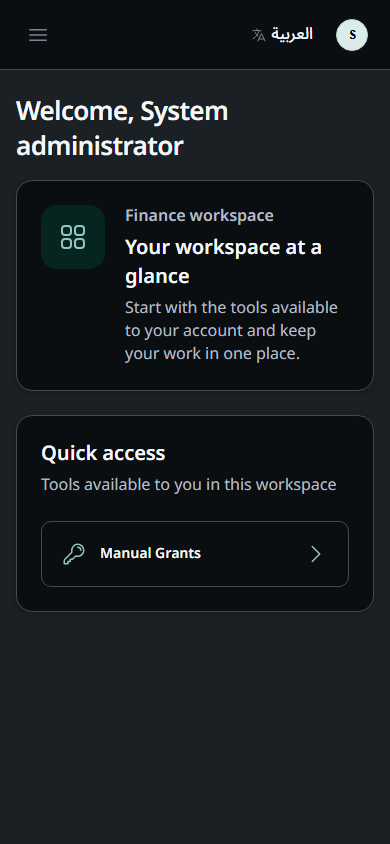 العربية
S
Welcome, System
administrator
Finance workspace
Your workspace at a
glance
Start with the tools available
to your account and keep
your work in one place.
Quick access
Tools available to you in this workspace
Manual Grants